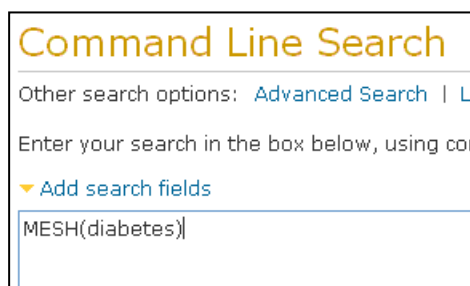 Command Line Search
Other search options: Advanced Search | L
Enter your search in the box below, using
Add search fields
MESH(diabetes)